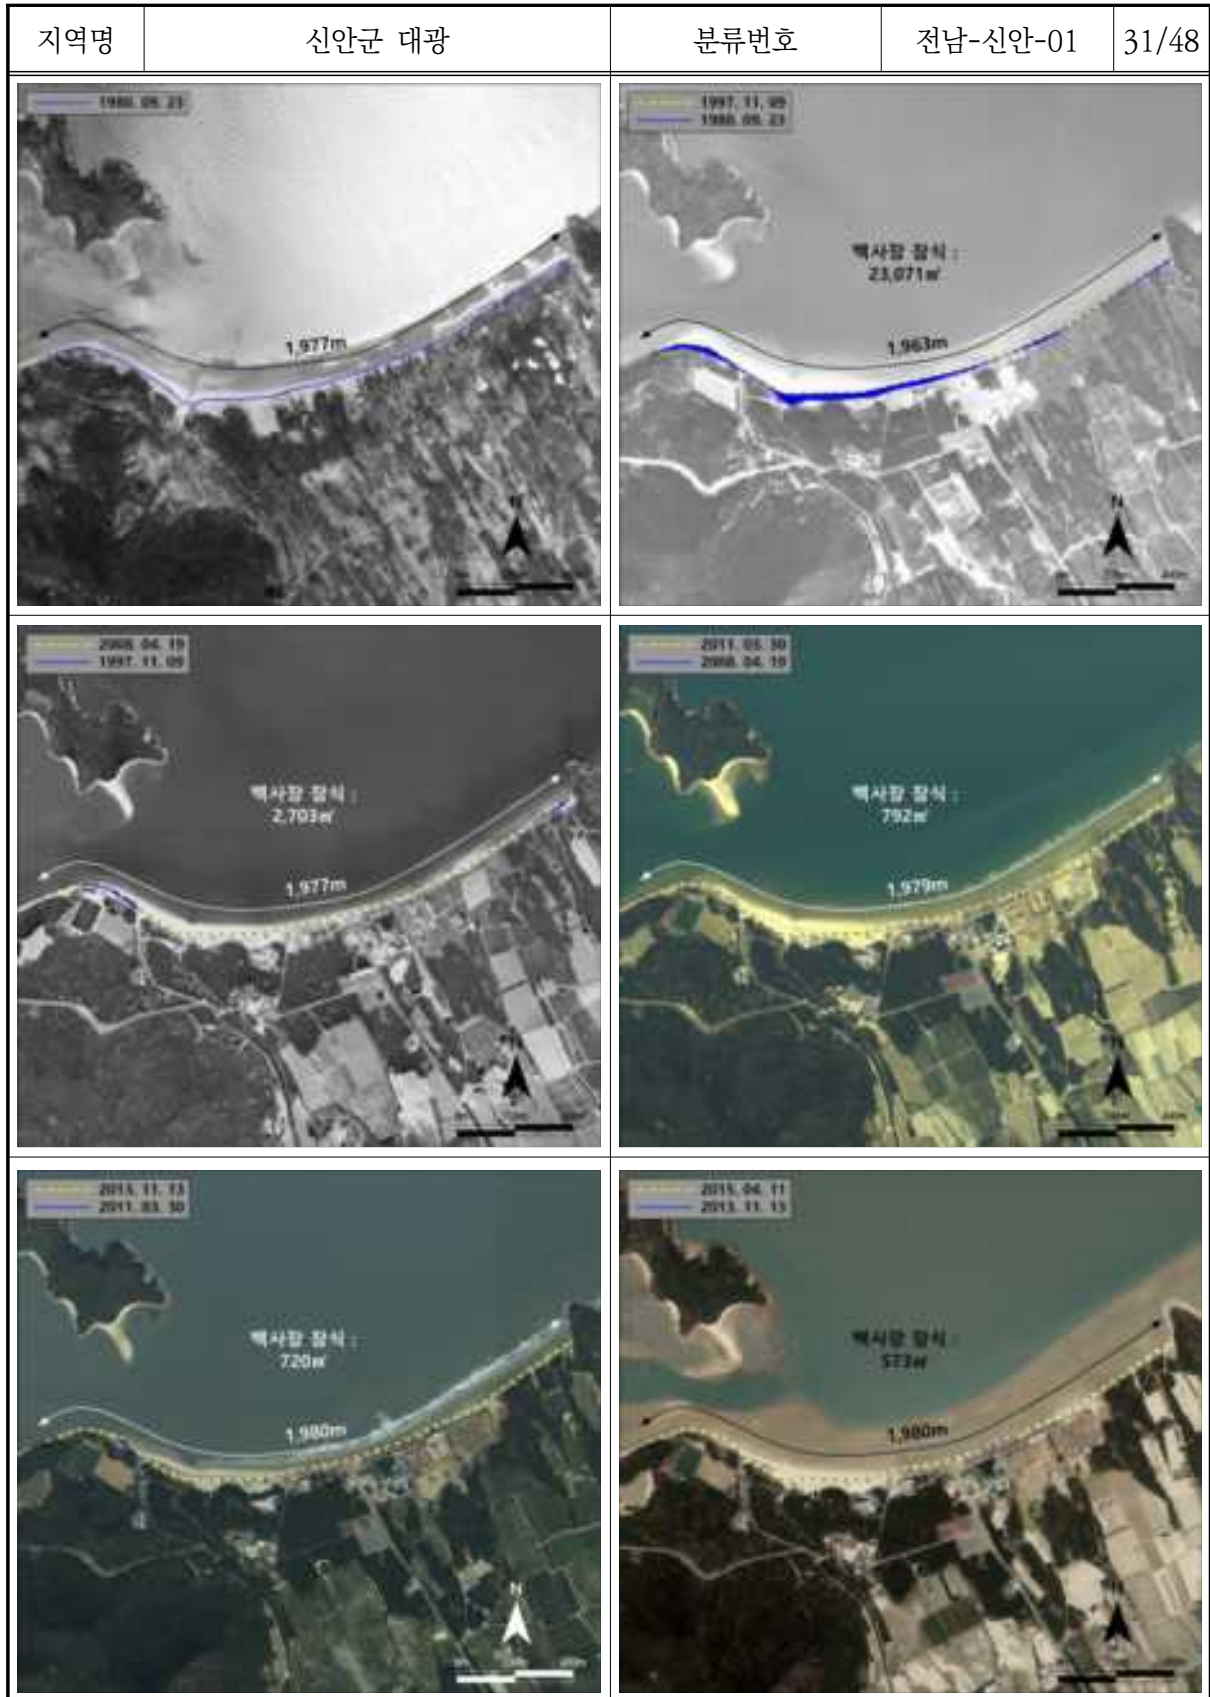 지역명 신안군 대광 분류번호 전남-신안-01 31/48
1980. 09. 23
1,977m
N
1997. 11. 09
1980. 09. 23
백사장 잠식 :
23,071㎡
1,963m
N
2008. 04. 19
1997. 11. 09
백사장 잠식 :
2,703㎡
1,977m
N
2011. 03. 30
2008. 04. 19
백사장 잠식 :
792㎡
1,979m
N
2013. 11. 13
2011. 03. 30
백사장 잠식 :
720㎡
1,980m
N
2015. 04. 11
2013. 11. 13
백사장 잠식 :
573㎡
1,980m
N